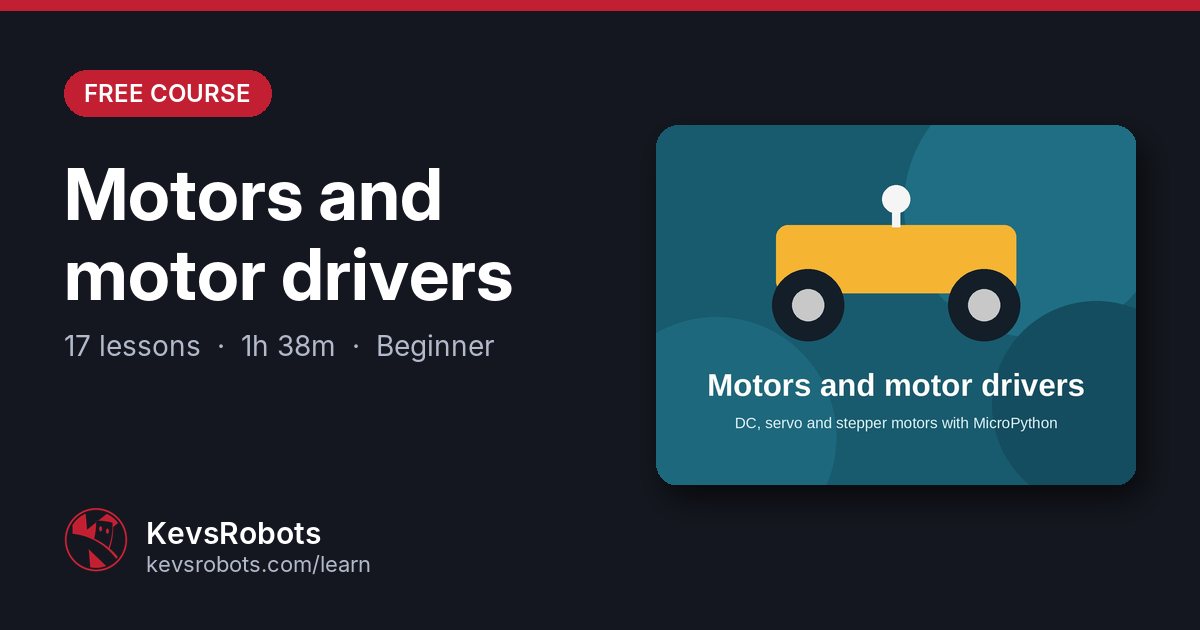 FREE COURSE
Motors and
motor drivers
17 lessons · 1h 38m · Beginner
Motors and motor drivers
DC, servo and stepper motors with MicroPython
KevsRobots
kevsrobots.com/learn